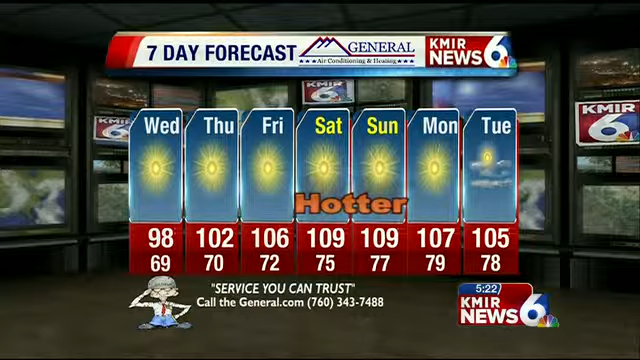 7 DAY FORECAST
GENERAL
Air Conditioning & Heating
KMIR
NEWS 6
KMIR
6
KMIR
6
KMIR
6
Wed Thu Fri Sat Sun Mon Tue
Hotter
98 102 106 109 109 107 105
69 70 72 75 77 79 78
"SERVICE YOU CAN TRUST"
Call the General.com (760) 343-7488
5:22
KMIR
NEWS 6